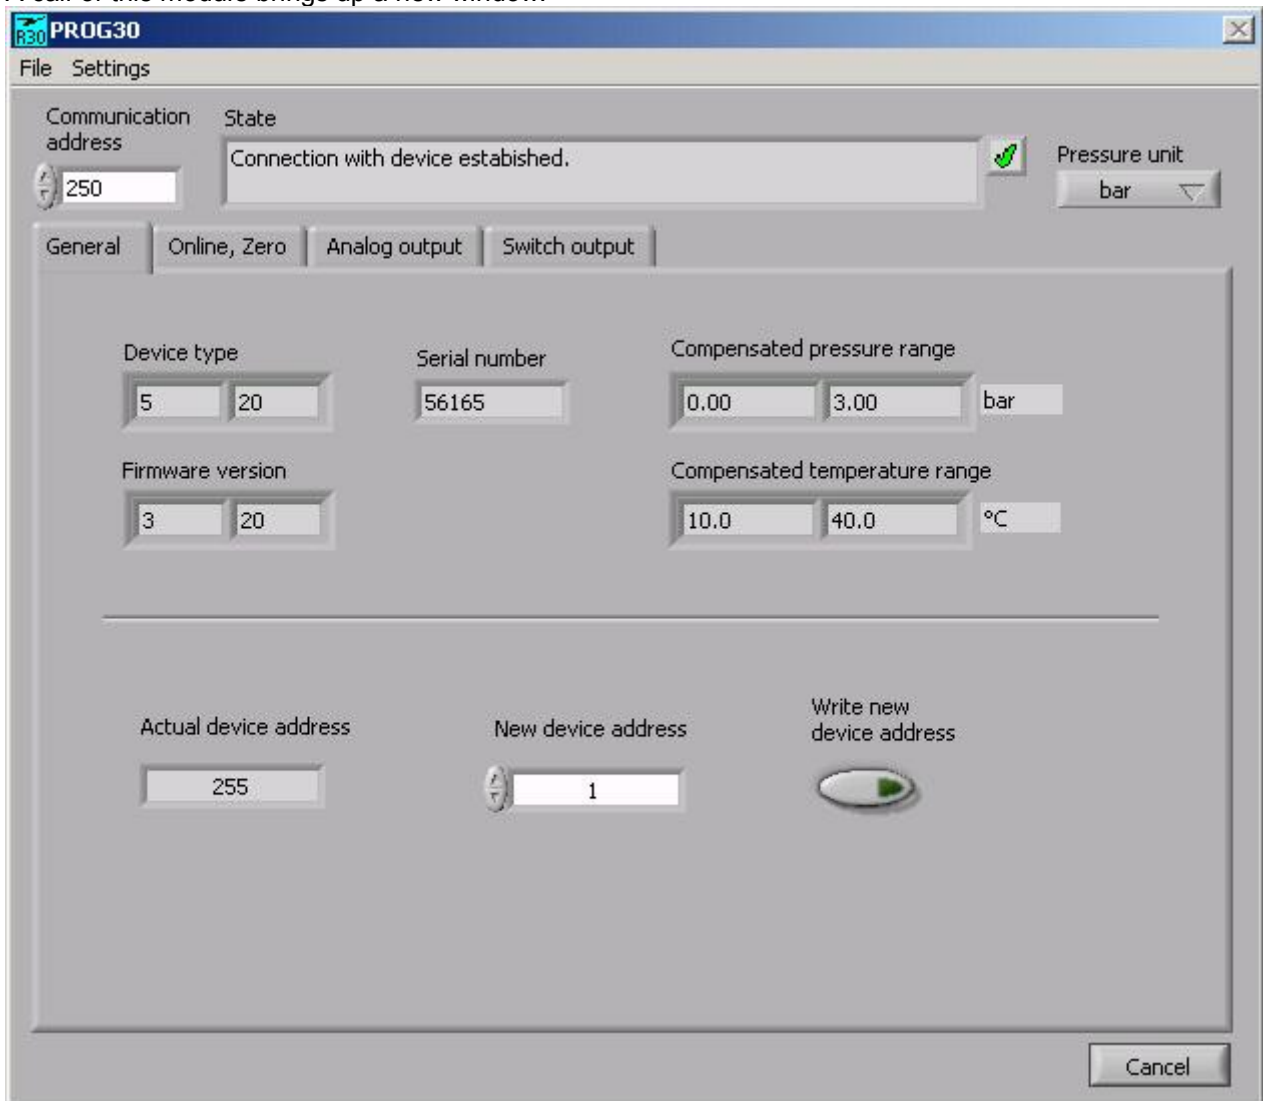 R30 PROG30
File Settings
Communication
address
State
250
Connection with device estabished.
Pressure unit
bar
General Online, Zero Analog output Switch output
Device type
5 20
Serial number
56165
Compensated pressure range
0.00 3.00 bar
Firmware version
3 20
Compensated temperature range
10.0 40.0 °C
Actual device address
255
New device address
1
Write new
device address
Cancel